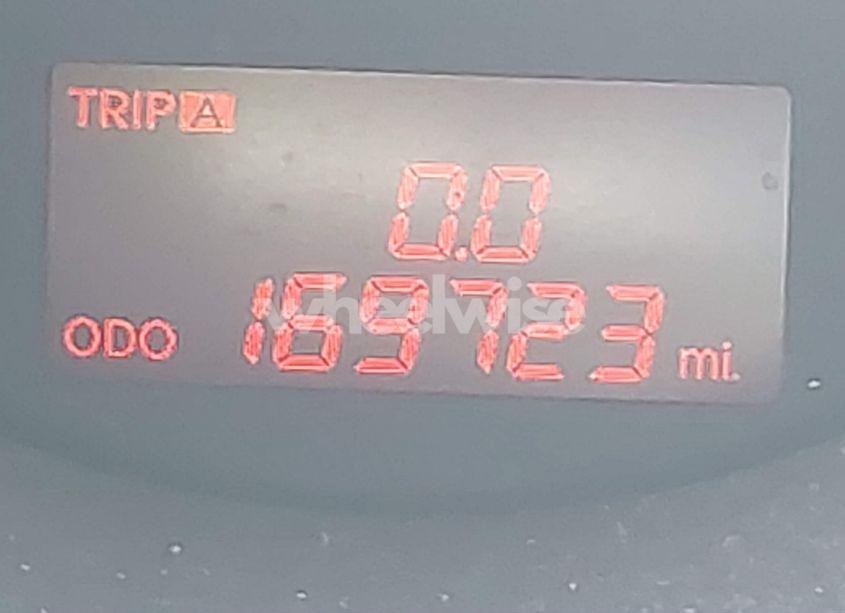 TRIP A
0.0
ODO 169723 mi.
wheelwise